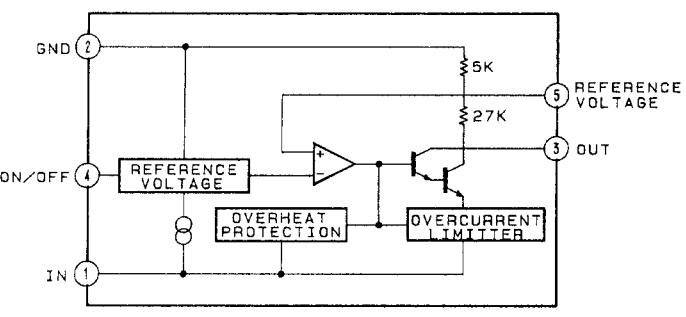 GND 2
5K
5 REFERENCE
VOLTAGE
27K
3 OUT
ON/OFF 4
REFERENCE
VOLTAGE
+
−
OVERHEAT
PROTECTION
OVERCURRENT
LIMITTER
IN 1